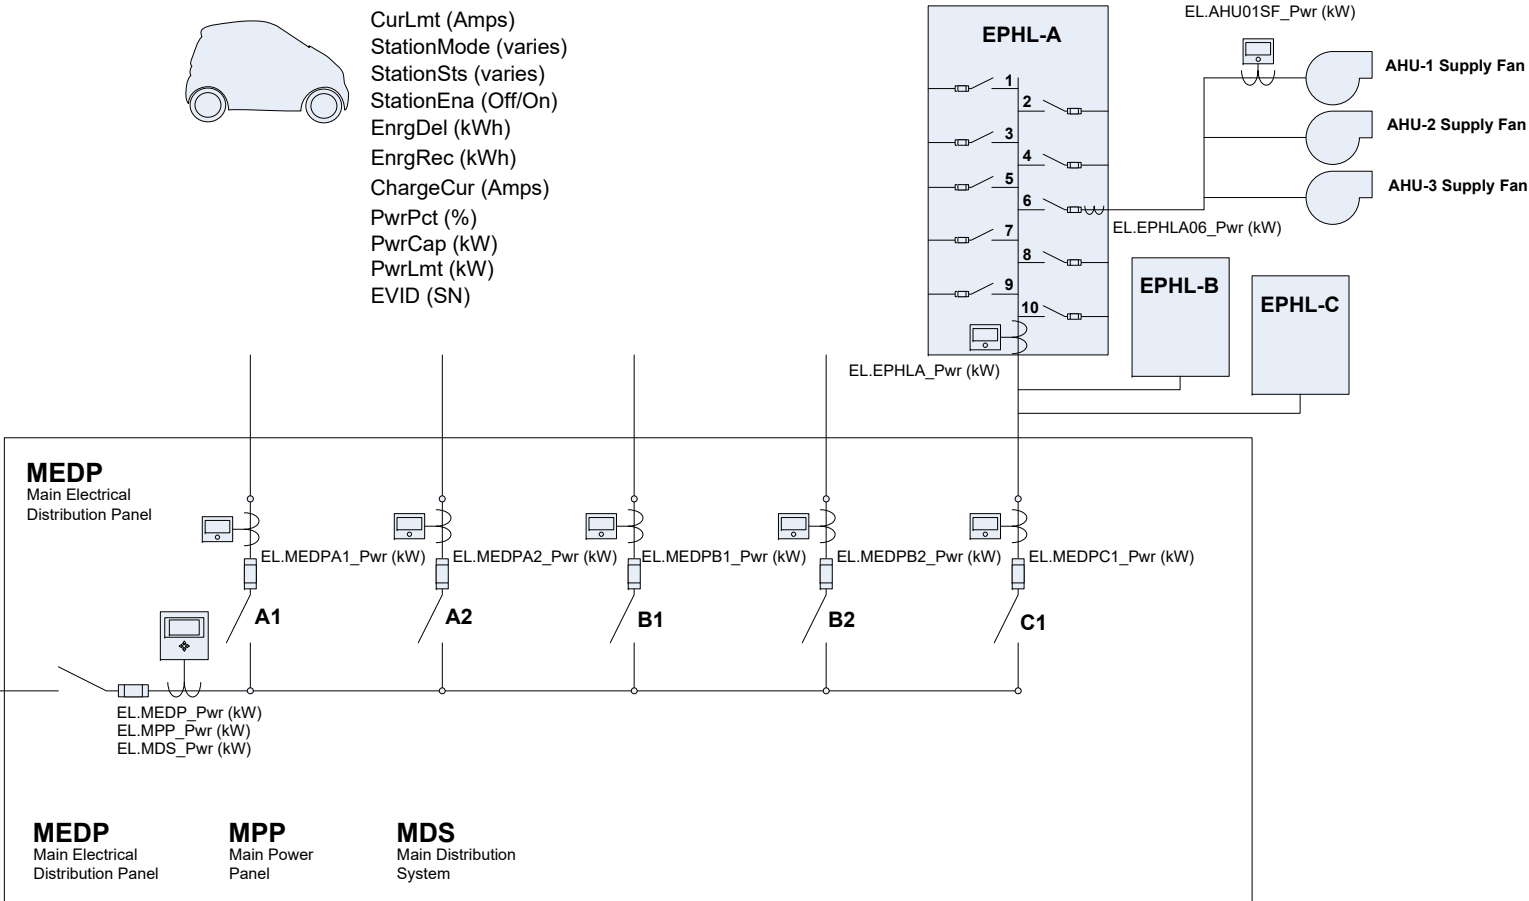 CurLmt (Amps)
StationMode (varies)
StationSts (varies)
StationEna (Off/On)
EnrgDel (kWh)
EnrgRec (kWh)
ChargeCur (Amps)
PwrPct (%)
PwrCap (kW)
PwrLmt (kW)
EVID (SN)
EPHL-A
1
2
3
4
5
6
7
8
9
10
EL.AHU01SF_Pwr (kW)
AHU-1 Supply Fan
AHU-2 Supply Fan
AHU-3 Supply Fan
EL.EPHLA06_Pwr (kW)
EPHL-B
EPHL-C
EL.EPHLA_Pwr (kW)
MEDP
Main Electrical
Distribution Panel
EL.MEDPA1_Pwr (kW)
EL.MEDPA2_Pwr (kW)
EL.MEDPB1_Pwr (kW)
EL.MEDPB2_Pwr (kW)
EL.MEDPC1_Pwr (kW)
A1
A2
B1
B2
C1
EL.MEDP_Pwr (kW)
EL.MPP_Pwr (kW)
EL.MDS_Pwr (kW)
MEDP
Main Electrical
Distribution Panel
MPP
Main Power
Panel
MDS
Main Distribution
System